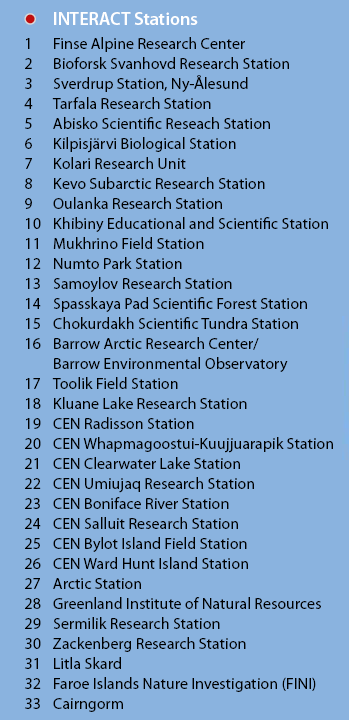 INTERACT Stations
1 Finse Alpine Research Center
2 Bioforsk Svanhovd Research Station
3 Sverdrup Station, Ny-Ålesund
4 Tarfala Research Station
5 Abisko Scientific Reseach Station
6 Kilpisjärvi Biological Station
7 Kolari Research Unit
8 Kevo Subarctic Research Station
9 Oulanka Research Station
10 Khibiny Educational and Scientific Station
11 Mukhrino Field Station
12 Numto Park Station
13 Samoylov Research Station
14 Spasskaya Pad Scientific Forest Station
15 Chokurdakh Scientific Tundra Station
16 Barrow Arctic Research Center/
Barrow Environmental Observatory
17 Toolik Field Station
18 Kluane Lake Research Station
19 CEN Radisson Station
20 CEN Whapmagoostui-Kuujjuarapik Station
21 CEN Clearwater Lake Station
22 CEN Umiujaq Research Station
23 CEN Boniface River Station
24 CEN Salluit Research Station
25 CEN Bylot Island Field Station
26 CEN Ward Hunt Island Station
27 Arctic Station
28 Greenland Institute of Natural Resources
29 Sermilik Research Station
30 Zackenberg Research Station
31 Litla Skard
32 Faroe Islands Nature Investigation (FINI)
33 Cairngorm